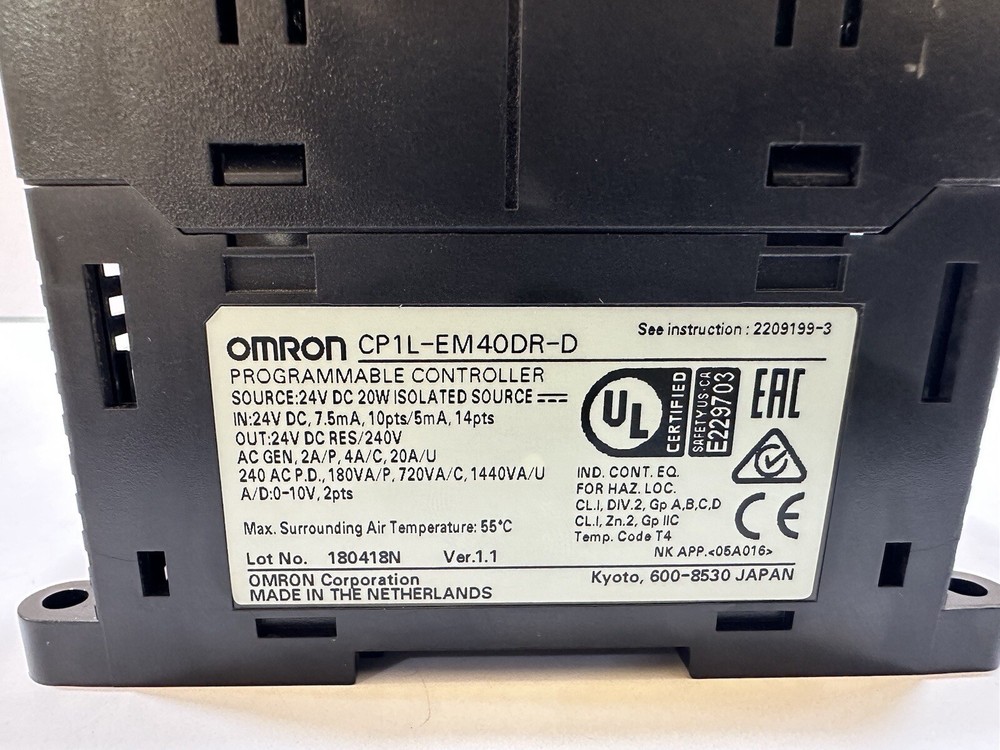 See instruction : 2209199-3
OMRON CP1L-EM40DR-D
PROGRAMMABLE CONTROLLER
SOURCE:24V DC 20W ISOLATED SOURCE
IN:24V DC, 7.5mA, 10pts/5mA, 14pts
OUT:24V DC RES/240V
AC GEN, 2A/P, 4A/C, 20A/U
240 AC P.D., 180VA/P, 720VA/C, 1440VA/U
A/D:0-10V, 2pts
Max. Surrounding Air Temperature: 55°C
Lot No. 180418N Ver.1.1
OMRON Corporation
MADE IN THE NETHERLANDS
UL
CERTIFIED
SAFETY US-CA
E229703
EAC
CE
IND. CONT. EQ.
FOR HAZ. LOC.
CL.I, DIV.2, Gp A,B,C,D
CL.I, Zn.2, Gp IIC
Temp. Code T4
NK APP.<05A016>
Kyoto, 600-8530 JAPAN